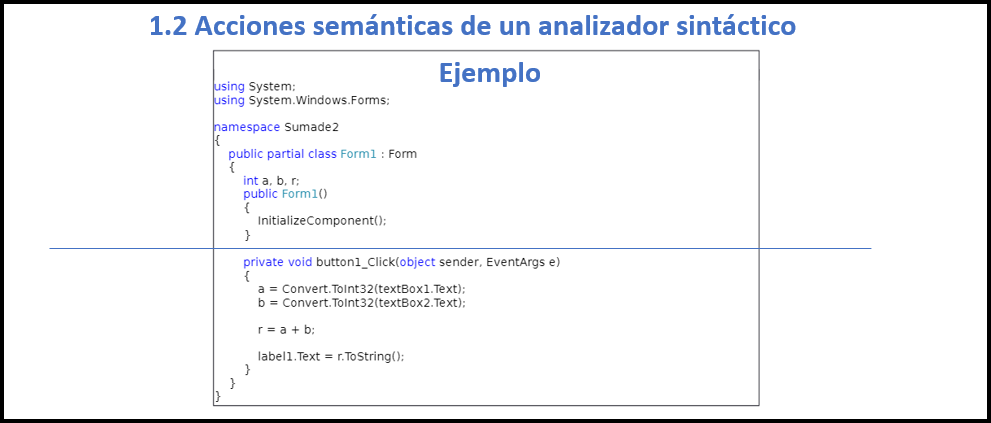 1.2 Acciones semánticas de un analizador sintáctico
Ejemplo
using System;
using System.Windows.Forms;
namespace Sumade2
{
public partial class Form1 : Form
{
int a, b, r;
public Form1()
{
InitializeComponent();
}
private void button1_Click(object sender, EventArgs e)
{
a = Convert.ToInt32(textBox1.Text);
b = Convert.ToInt32(textBox2.Text);
r = a + b;
label1.Text = r.ToString();
}
}
}